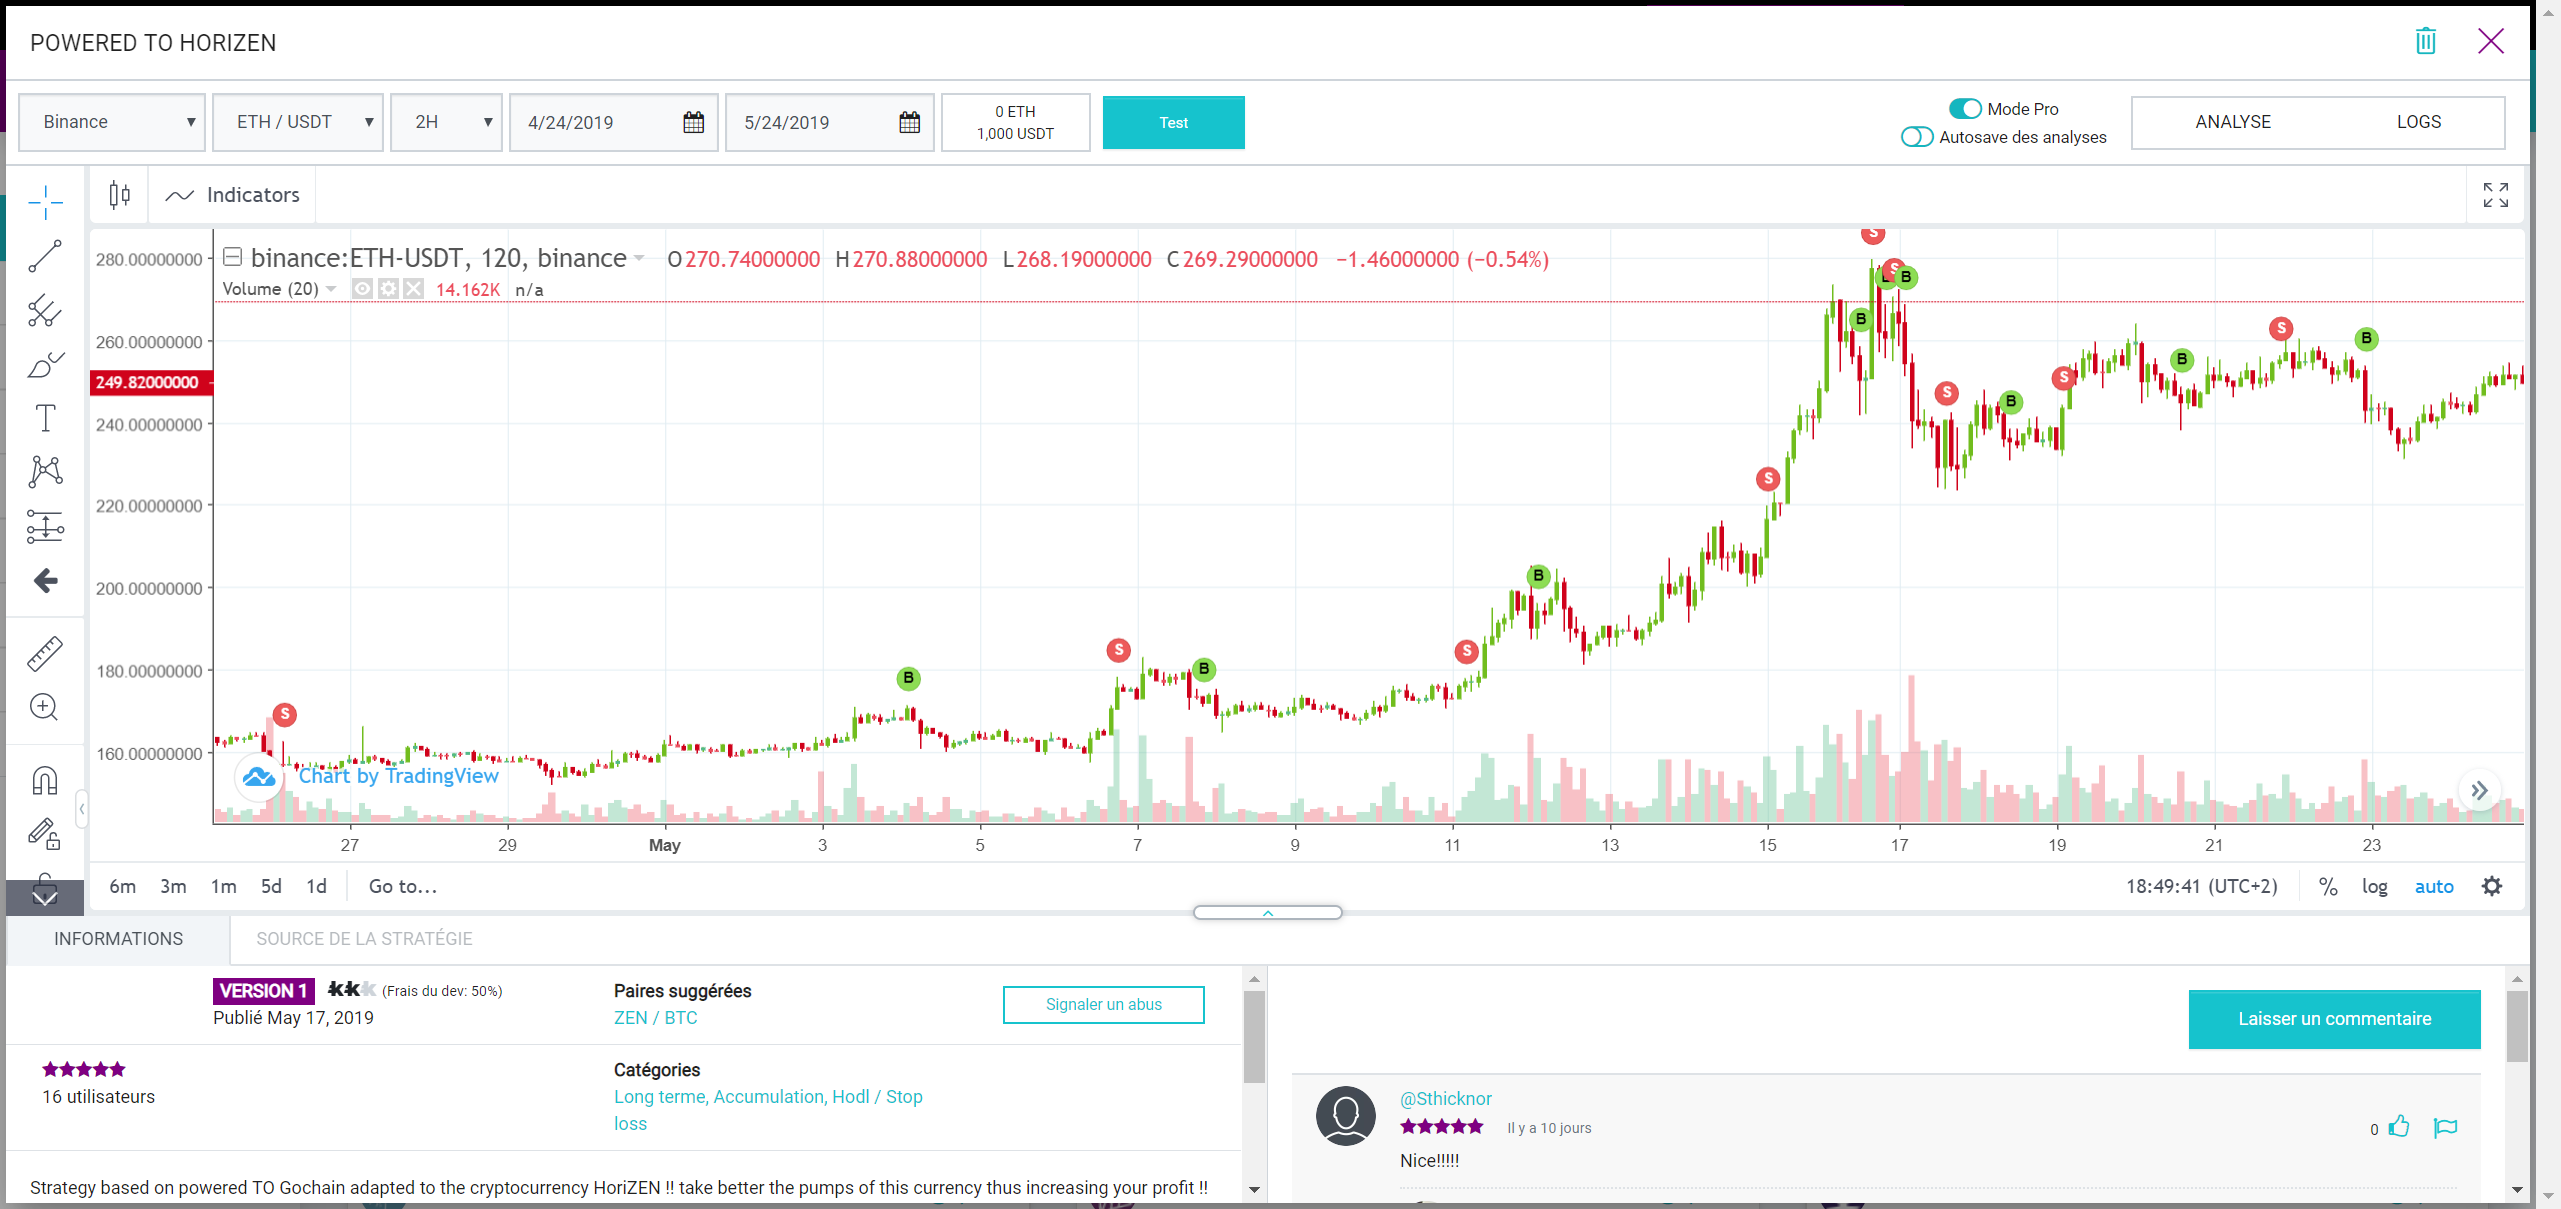 POWERED TO HORIZEN
Binance
ETH / USDT
2H
4/24/2019
5/24/2019
0 ETH
1,000 USDT
Test
Mode Pro
Autosave des analyses
ANALYSE
LOGS
Indicators
binance:ETH-USDT, 120, binance
O270.74000000 H270.88000000 L268.19000000 C269.29000000 −1.46000000 (−0.54%)
Volume (20)
14.162K n/a
280.00000000
260.00000000
249.82000000
240.00000000
220.00000000
200.00000000
180.00000000
160.00000000
S
S
B
B
B
S
B
S
S
B
S
B
S
B
S
B
B
S
S
B
S
Chart by TradingView
27
29
May
3
5
7
9
11
13
15
17
19
21
23
6m 3m 1m 5d 1d
Go to...
18:49:41 (UTC+2)
% log auto
INFORMATIONS
SOURCE DE LA STRATÉGIE
VERSION 1
(Frais du dev: 50%)
Publié May 17, 2019
Paires suggérées
ZEN / BTC
Signaler un abus
16 utilisateurs
Catégories
Long terme, Accumulation, Hodl / Stop
loss
Strategy based on powered TO Gochain adapted to the cryptocurrency HoriZEN !! take better the pumps of this currency thus increasing your profit !!
Laisser un commentaire
@Sthicknor
Il y a 10 jours
0
Nice!!!!!